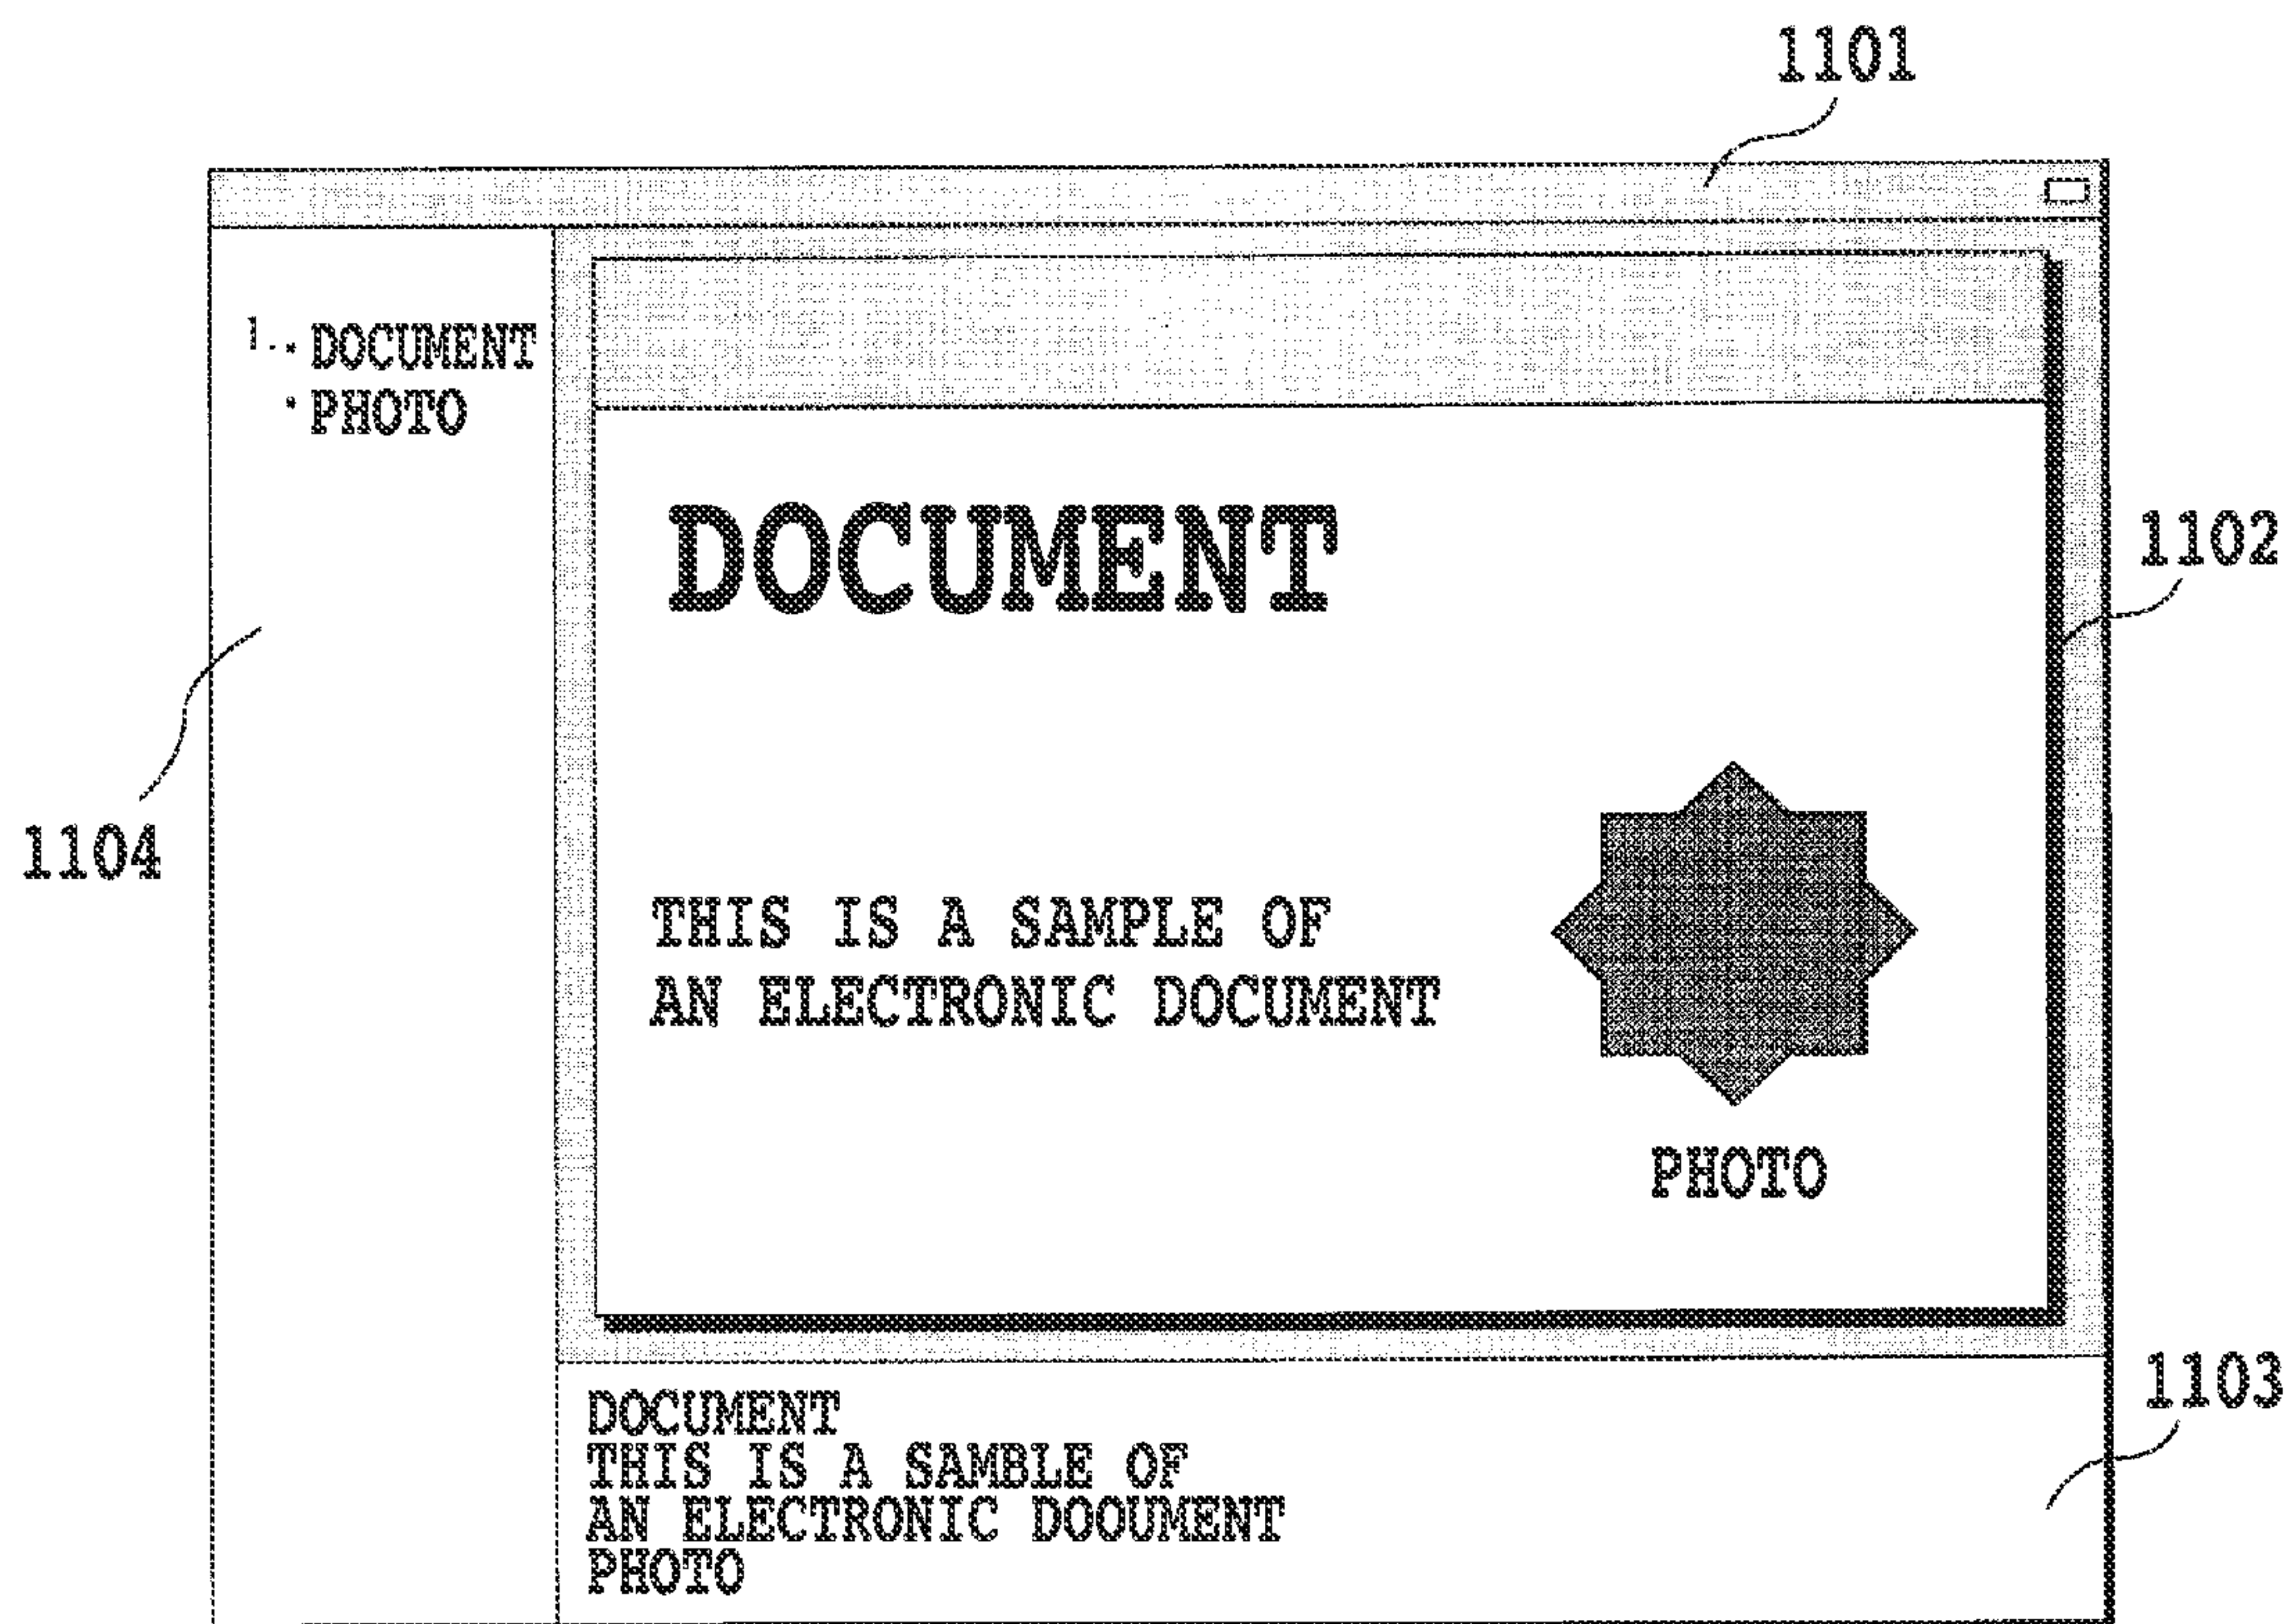 1101
1.. DOCUMENT
• PHOTO
DOCUMENT
1102
1104
THIS IS A SAMPLE OF
AN ELECTRONIC DOCUMENT
PHOTO
1103
DOCUMENT
THIS IS A SAMBLE OF
AN ELECTRONIC DOOUMENT
PHOTO